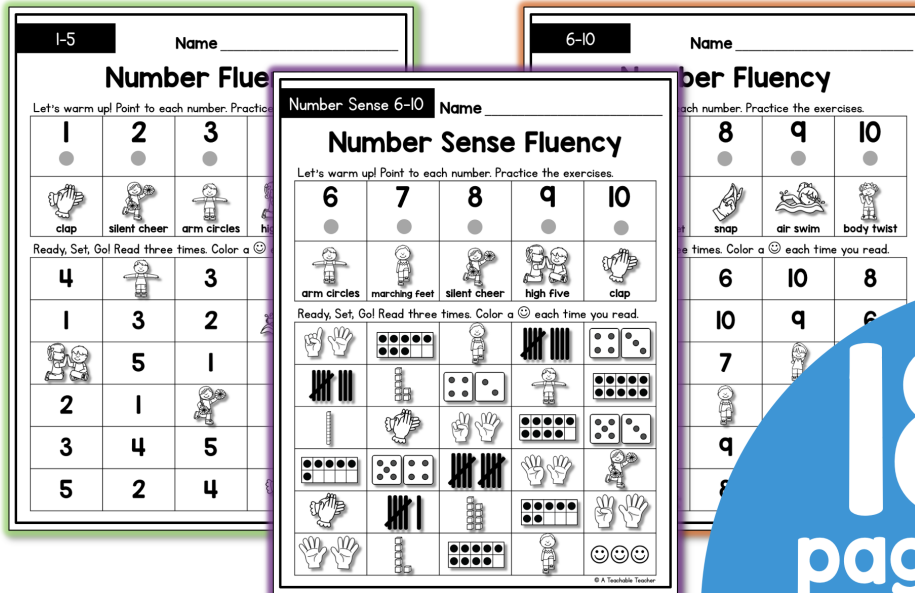 1-5
Name
Number Flue
Let's warm up! Point to each number. Practice
1 2 3
clap silent cheer arm circles
Ready, Set, Go! Read three times. Color a
4 3
1 3 2
5 1
2 1
3 4 5
5 2 4
Number Sense 6-10 Name
Number Sense Fluency
Let's warm up! Point to each number. Practice the exercises.
6 7 8 9 10
arm circles marching feet silent cheer high five clap
Ready, Set, Go! Read three times. Color a each time you read.
© A Teachable Teacher
6-10
Name
ber Fluency
ach number. Practice the exercises.
8 9 10
snap air swim body twist
e times. Color a each time you read.
6 10 8
10 9 6
7
9
8
18
pag